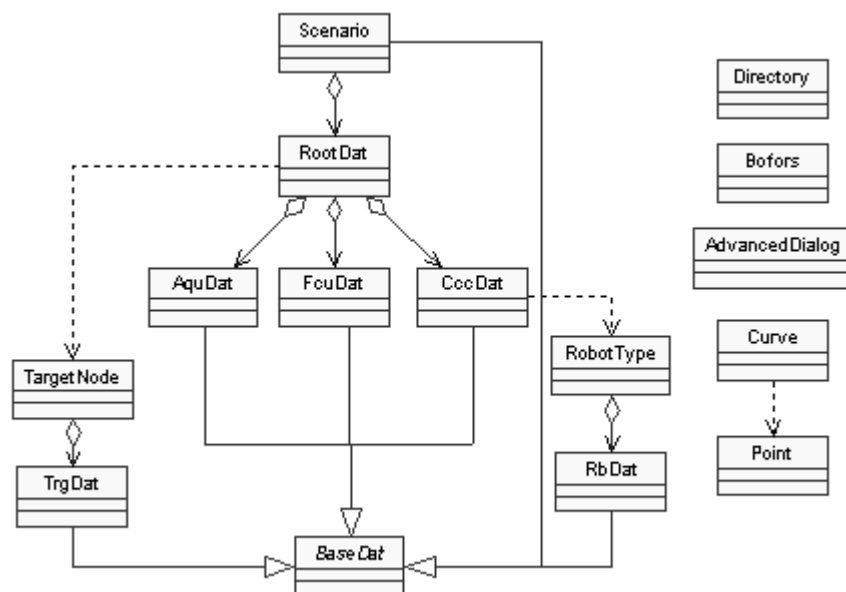 Scenario
Directory
RootDat
Bofors
AdvancedDialog
AquDat
FcuDat
CccDat
Curve
RobotType
TargetNode
Point
RbDat
TrgDat
BaseDat